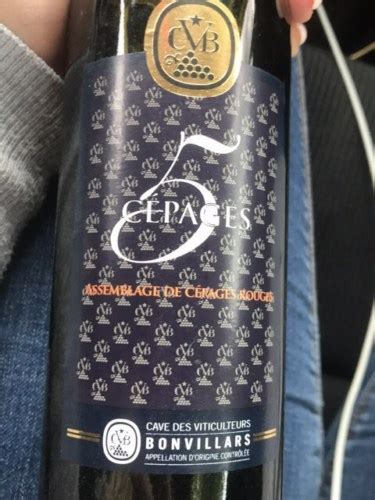 CVB
5
CÉPAGES
ASSEMBLAGE DE CÉPAGES ROUGES
CVB
CAVE DES VITICULTEURS
BONVILLARS
APPELLATION D'ORIGINE CONTRÔLÉE